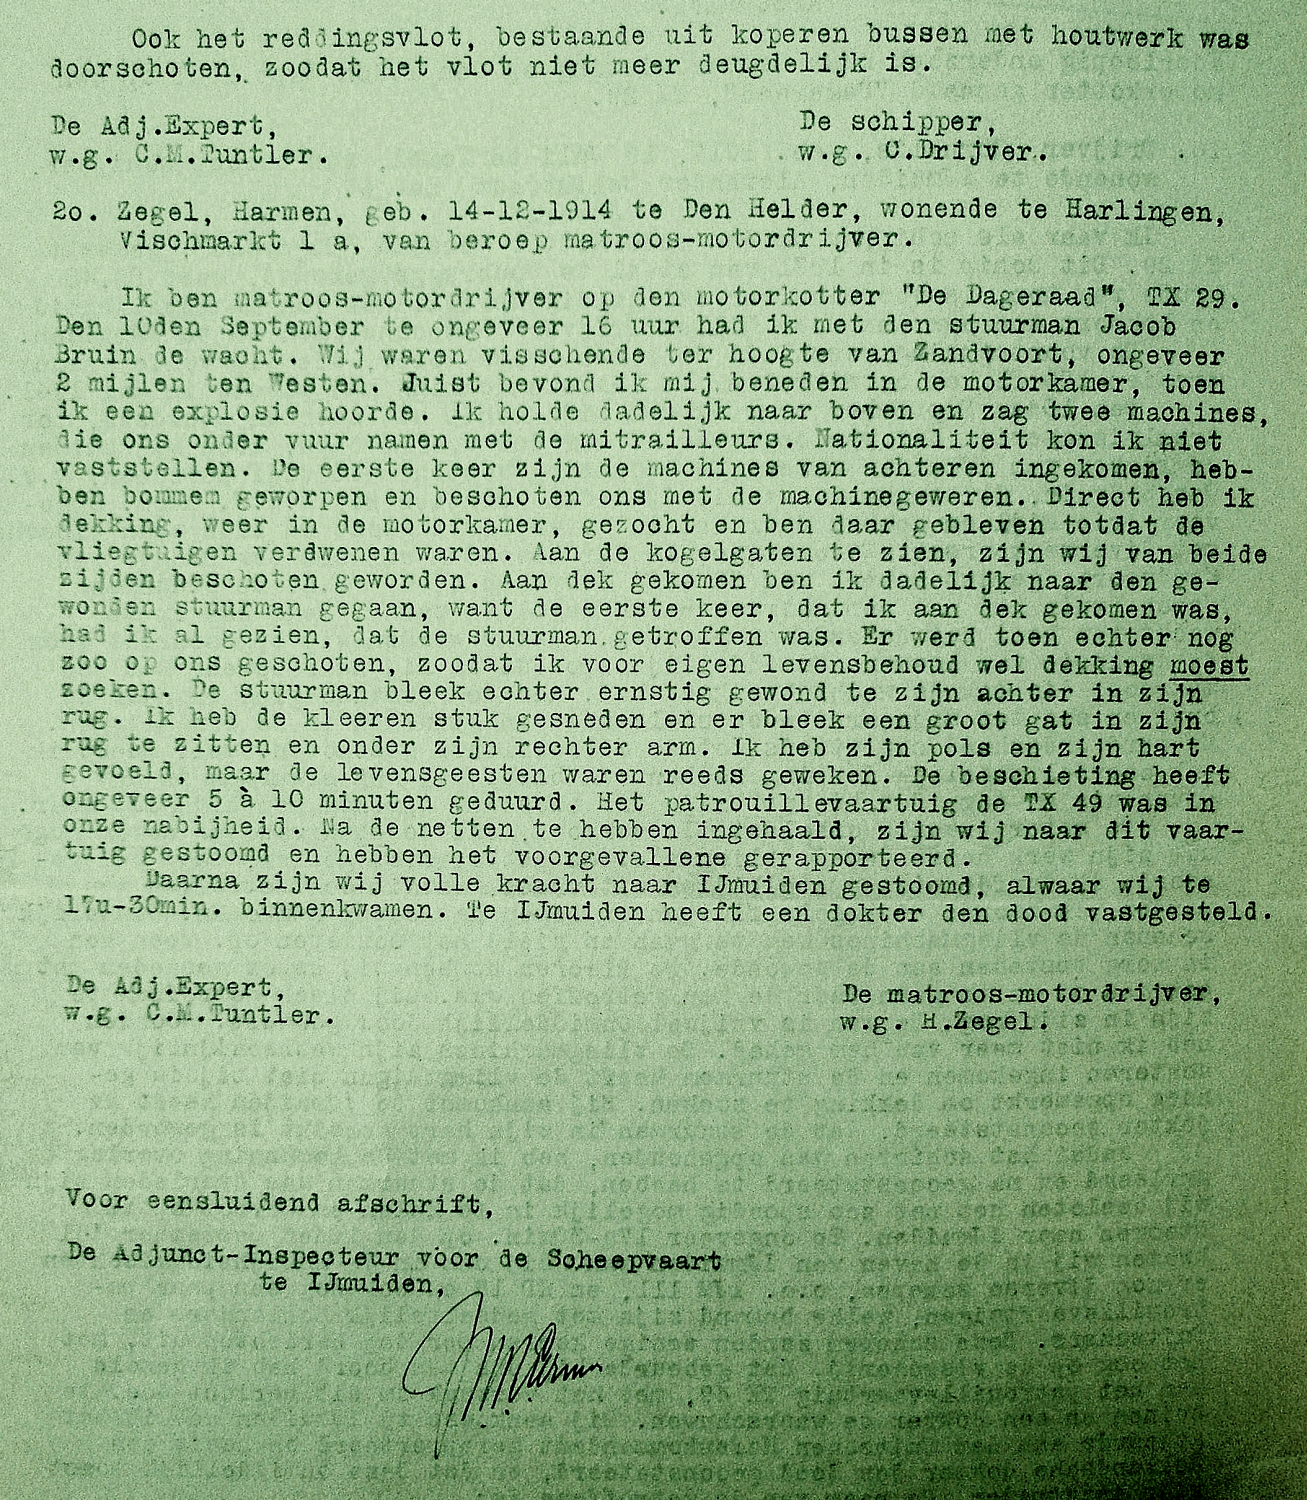 Ook het reddingsvlot, bestaande uit koperen bussen met houtwerk was
doorschoten, zoodat het vlot niet meer deugdelijk is.
De Adj.Expert,
w.g. C.M.Tuntler.
De schipper,
w.g. C.Drijver.
2o. Zegel, Harmen, geb. 14-12-1914 te Den Helder, wonende te Harlingen,
Vischmarkt 1 a, van beroep matroos-motordrijver.
Ik ben matroos-motordrijver op den motorkotter "De Dageraad", TX 29.
Den 10den September te ongeveer 16 uur had ik met den stuurman Jacob
Bruin de wacht. Wij waren visschende ter hoogte van Zandvoort, ongeveer
2 mijlen ten Westen. Juist bevond ik mij beneden in de motorkamer, toen
ik een explosie hoorde. Ik holde dadelijk naar boven en zag twee machines,
die ons onder vuur namen met de mitrailleurs. Nationaliteit kon ik niet
vaststellen. De eerste keer zijn de machines van achteren ingekomen, heb-
ben bommem geworpen en beschoten ons met de machinegeweren. Direct heb ik
dekking, weer in de motorkamer, gezocht en ben daar gebleven totdat de
vliegtuigen verdwenen waren. Aan de kogelgaten te zien, zijn wij van beide
zijden beschoten geworden. Aan dek gekomen ben ik dadelijk naar den ge-
wonden stuurman gegaan, want de eerste keer, dat ik aan dek gekomen was,
had ik al gezien, dat de stuurman getroffen was. Er werd toen echter nog
zoo op ons geschoten, zoodat ik voor eigen levensbehoud wel dekking moest
zoeken. De stuurman bleek echter ernstig gewond te zijn achter in zijn
rug. Ik heb de kleeren stuk gesneden en er bleek een groot gat in zijn
rug te zitten en onder zijn rechter arm. Ik heb zijn pols en zijn hart
gevoeld, maar de levensgeesten waren reeds geweken. De beschieting heeft
ongeveer 5 à 10 minuten geduurd. Het patrouillevaartuig de TX 49 was in
onze nabijheid. Na de netten te hebben ingehaald, zijn wij naar dit vaar-
tuig gestoomd en hebben het voorgevallene gerapporteerd.
Daarna zijn wij volle kracht naar IJmuiden gestoomd, alwaar wij te
17u-30min. binnenkwamen. Te IJmuiden heeft een dokter den dood vastgesteld.
De Adj.Expert,
w.g. C.M.Tuntler.
De matroos-motordrijver,
w.g. H.Zegel.
Voor eensluidend afschrift,
De Adjunct-Inspecteur voor de Scheepvaart
te IJmuiden,